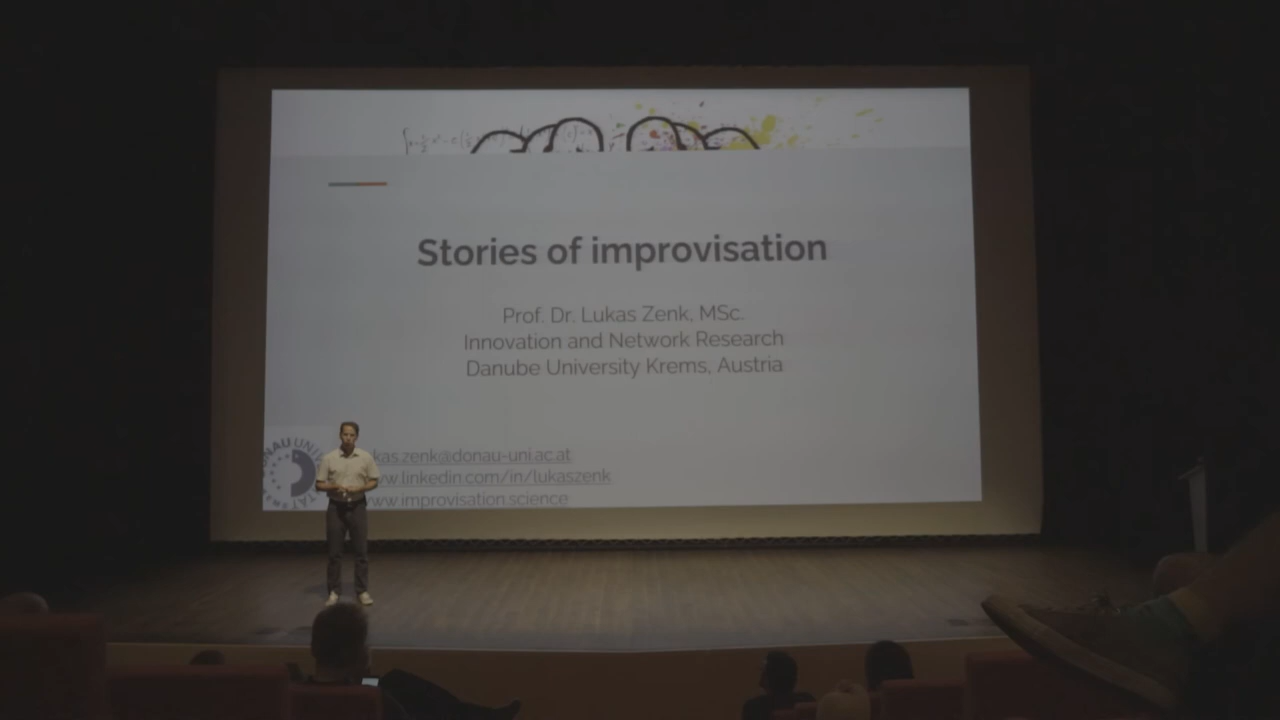 Stories of improvisation
Prof. Dr. Lukas Zenk, MSc.
Innovation and Network Research
Danube University Krems, Austria
kas.zenk@donau-uni.ac.at
ww.linkedin.com/in/lukaszenk
www.improvisation.science